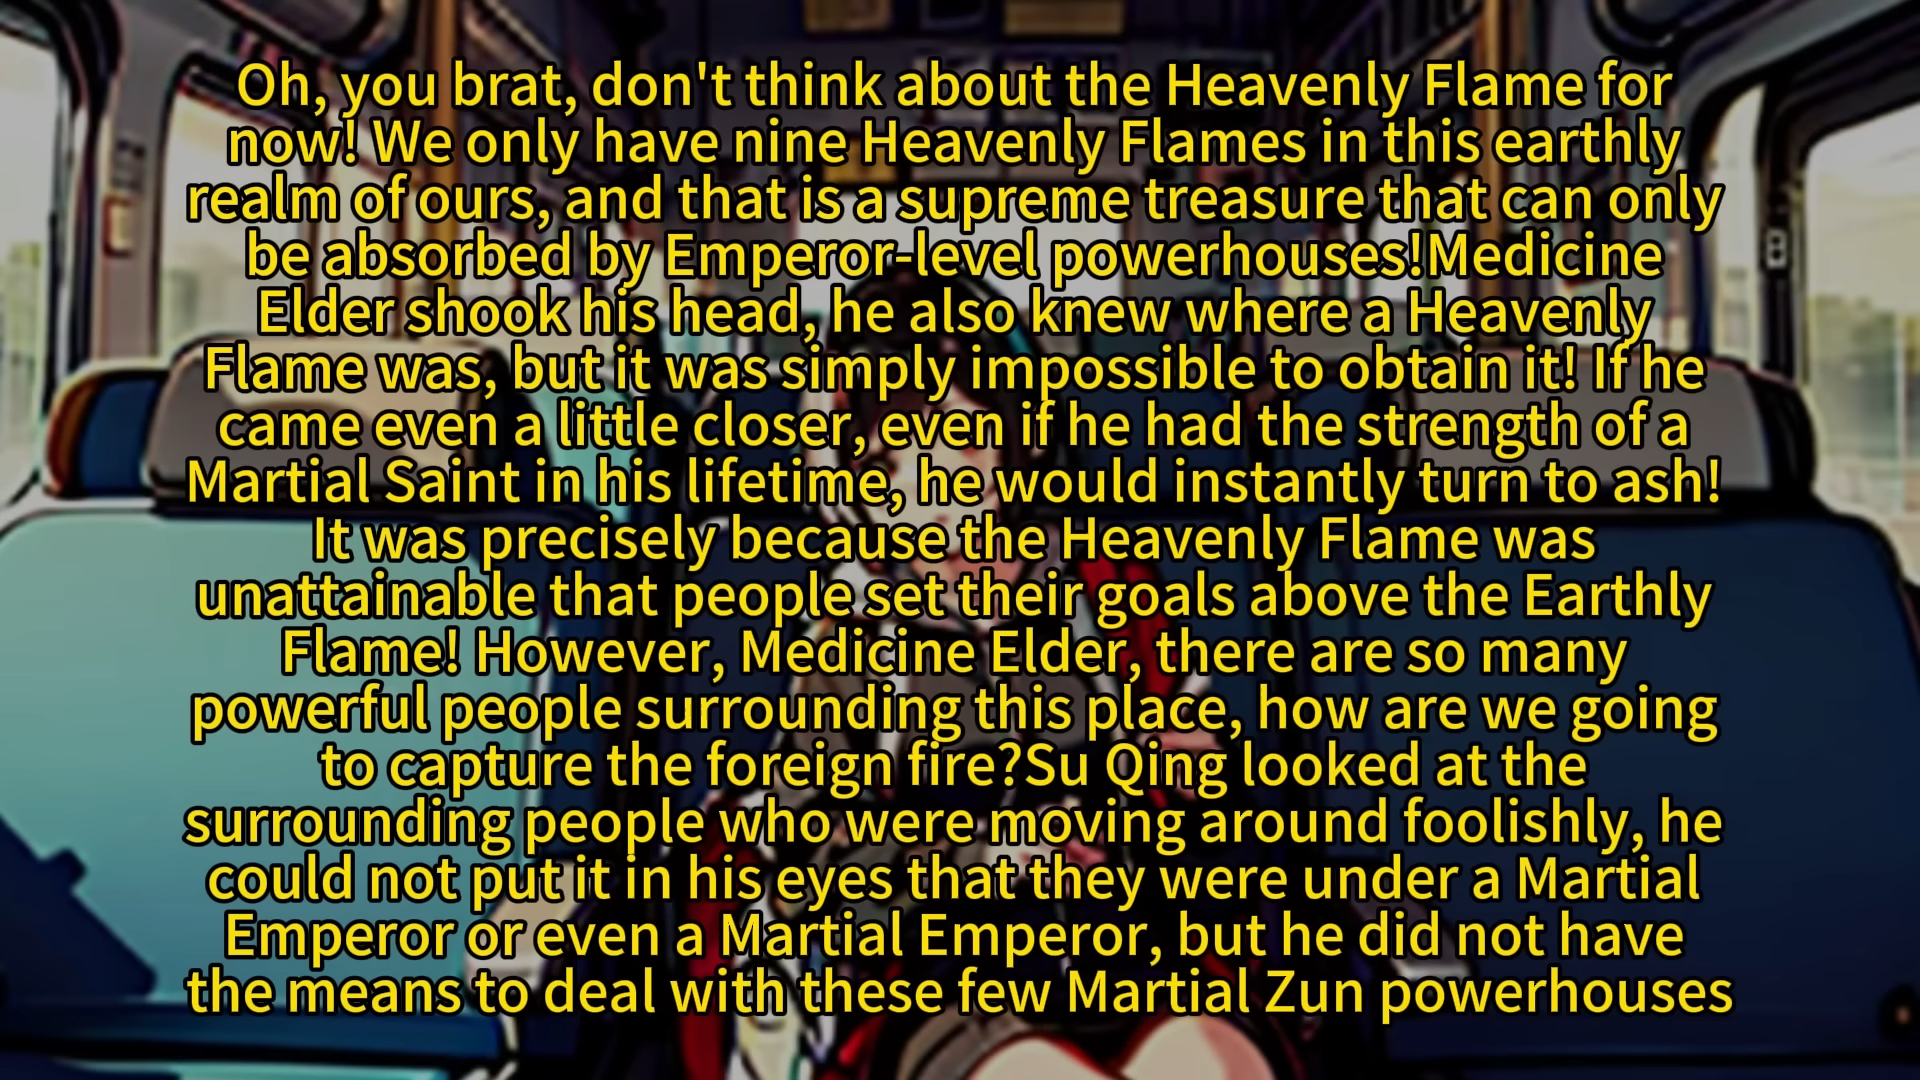 Oh, you brat, don't think about the Heavenly Flame for
now! We only have nine Heavenly Flames in this earthly
realm of ours, and that is a supreme treasure that can only
be absorbed by Emperor-level powerhouses!Medicine
Elder shook his head, he also knew where a Heavenly
Flame was, but it was simply impossible to obtain it! If he
came even a little closer, even if he had the strength of a
Martial Saint in his lifetime, he would instantly turn to ash!
It was precisely because the Heavenly Flame was
unattainable that people set their goals above the Earthly
Flame! However, Medicine Elder, there are so many
powerful people surrounding this place, how are we going
to capture the foreign fire?Su Qing looked at the
surrounding people who were moving around foolishly, he
could not put it in his eyes that they were under a Martial
Emperor or even a Martial Emperor, but he did not have
the means to deal with these few Martial Zun powerhouses